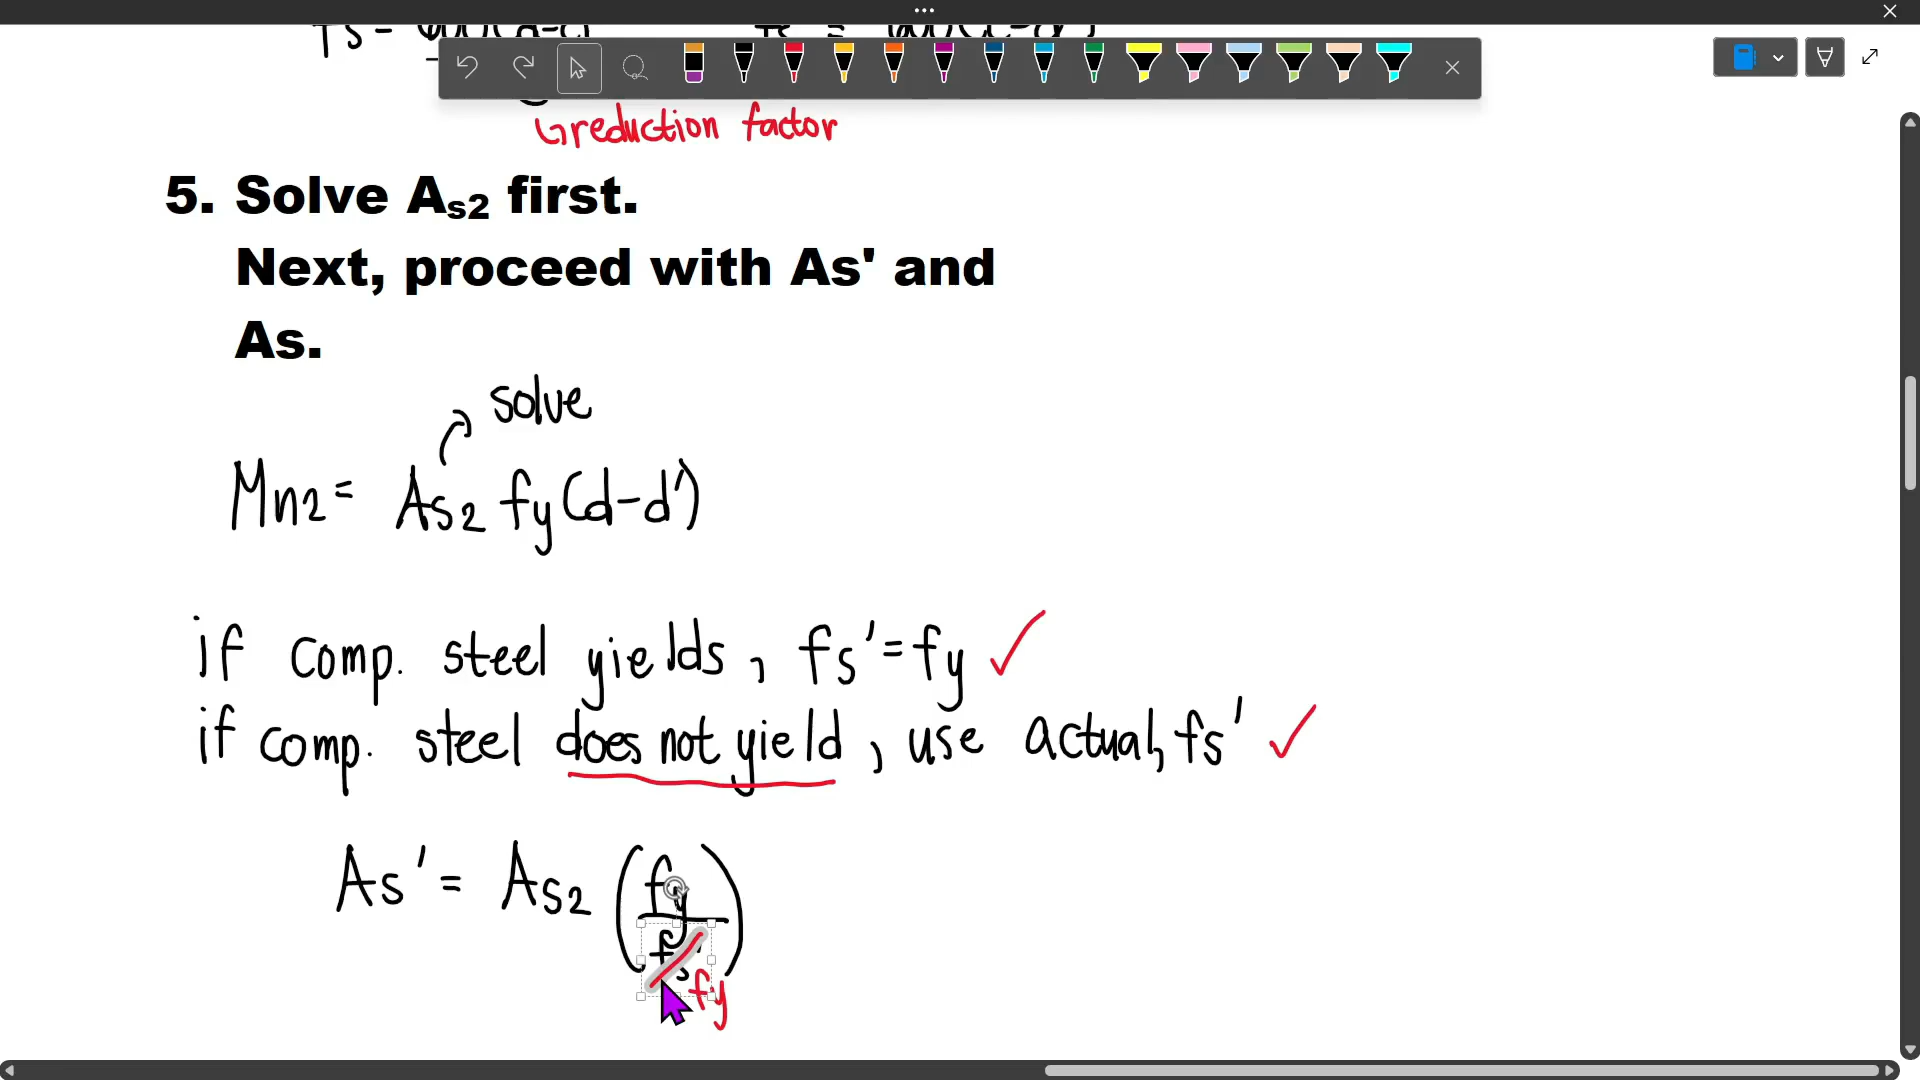 reduction factor
5. Solve As2 first.
Next, proceed with As' and
As.
solve
Mn2 = As2 fy(d-d')
if comp. steel yields, fs'=fy ✓
if comp. steel does not yield, use actual, fs' ✓
As' = As2 (fy/fs')
fy